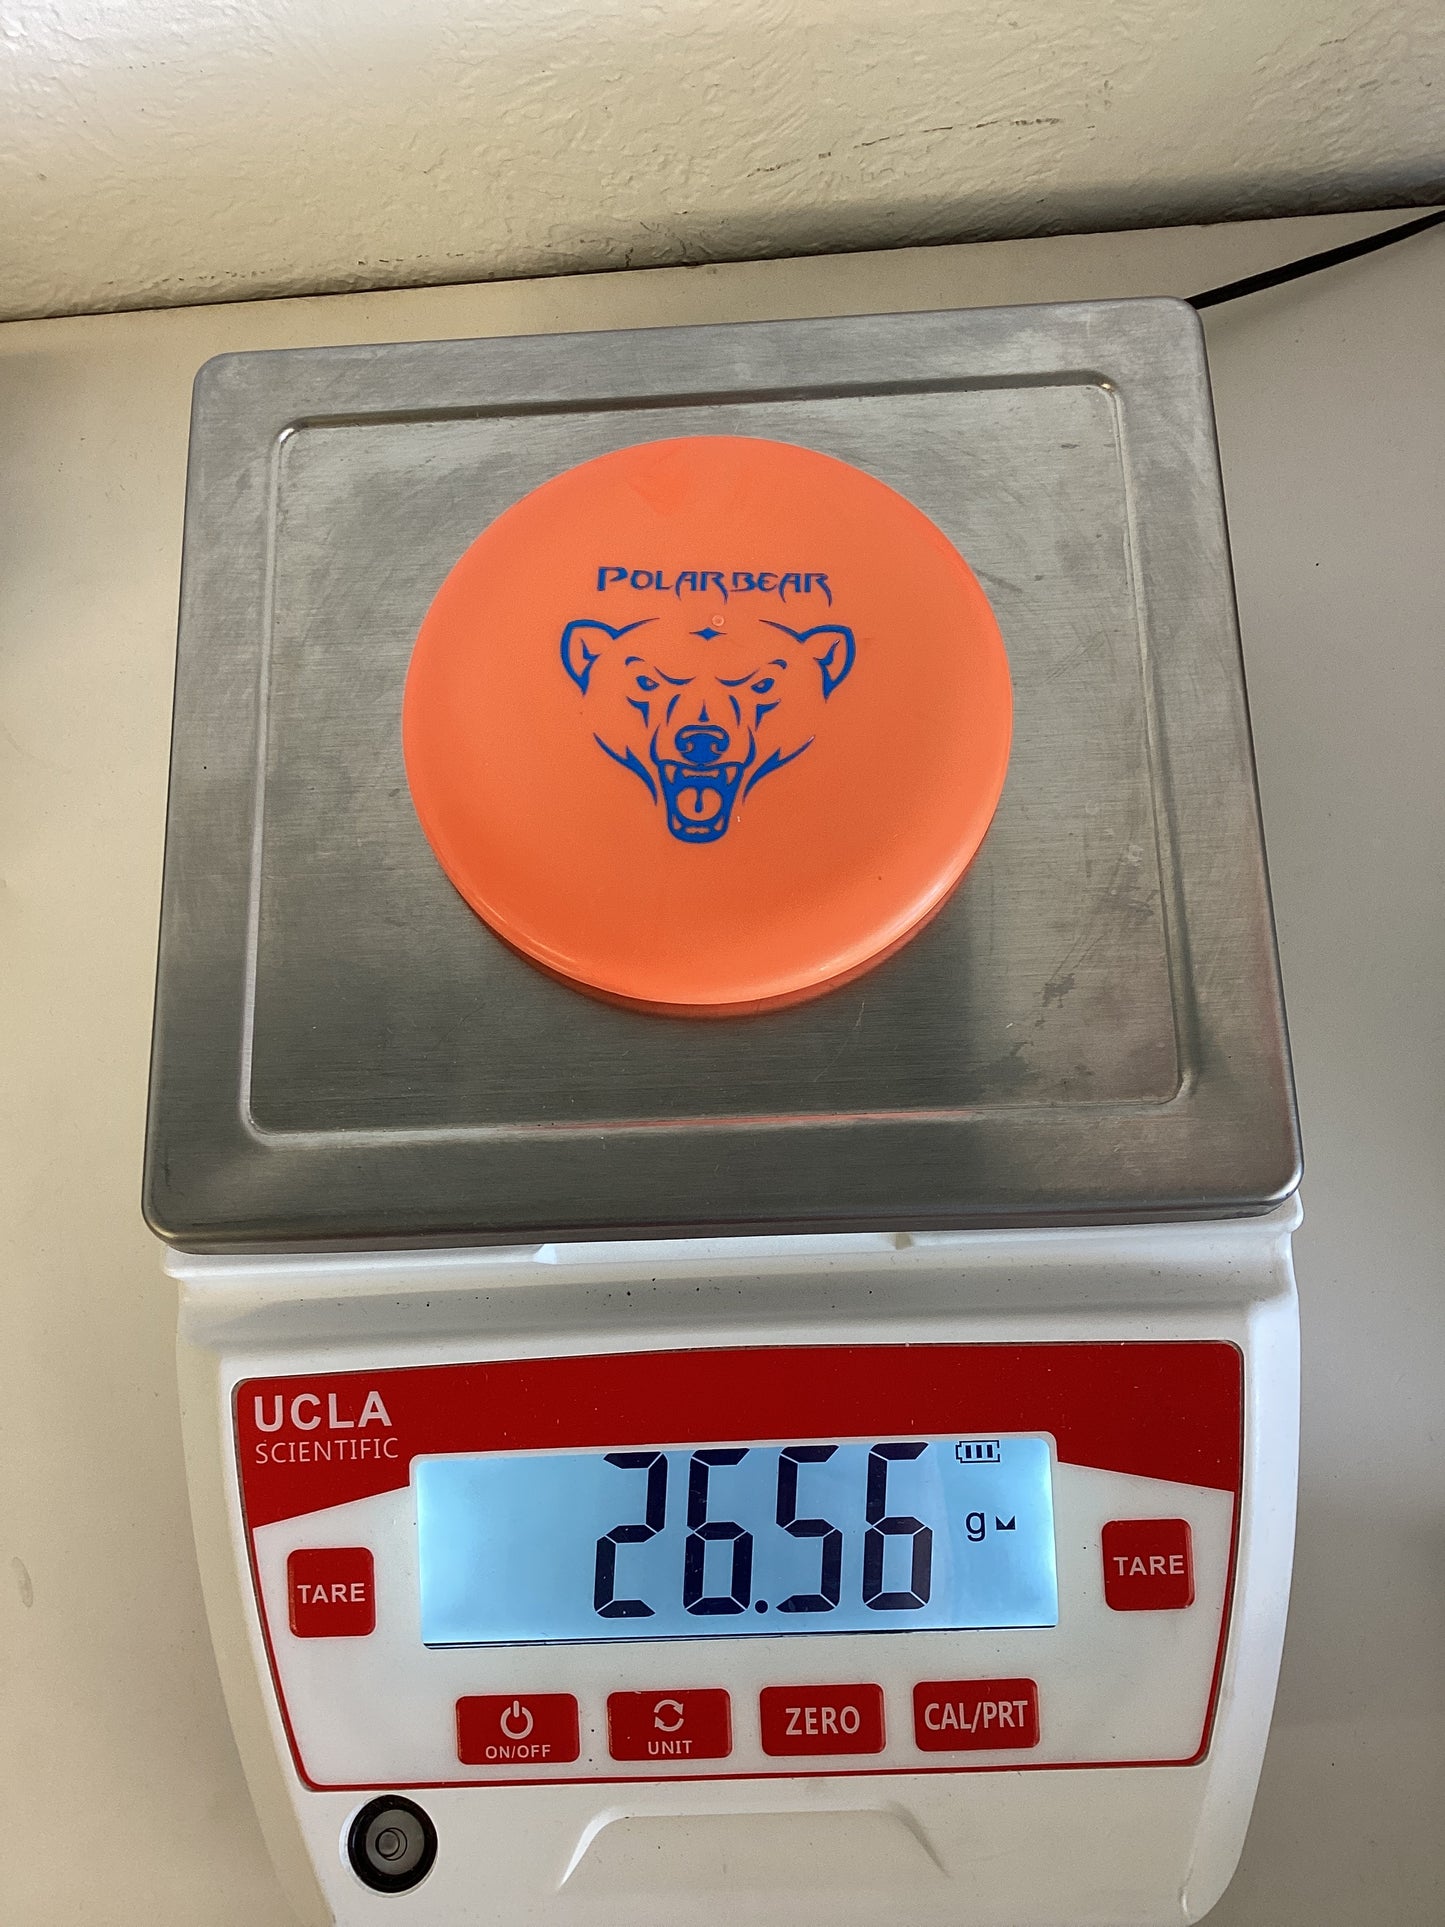 POLARBEAR
UCLA
SCIENTIFIC
26.56 g
TARE
TARE
ON/OFF
UNIT
ZERO
CAL/PRT